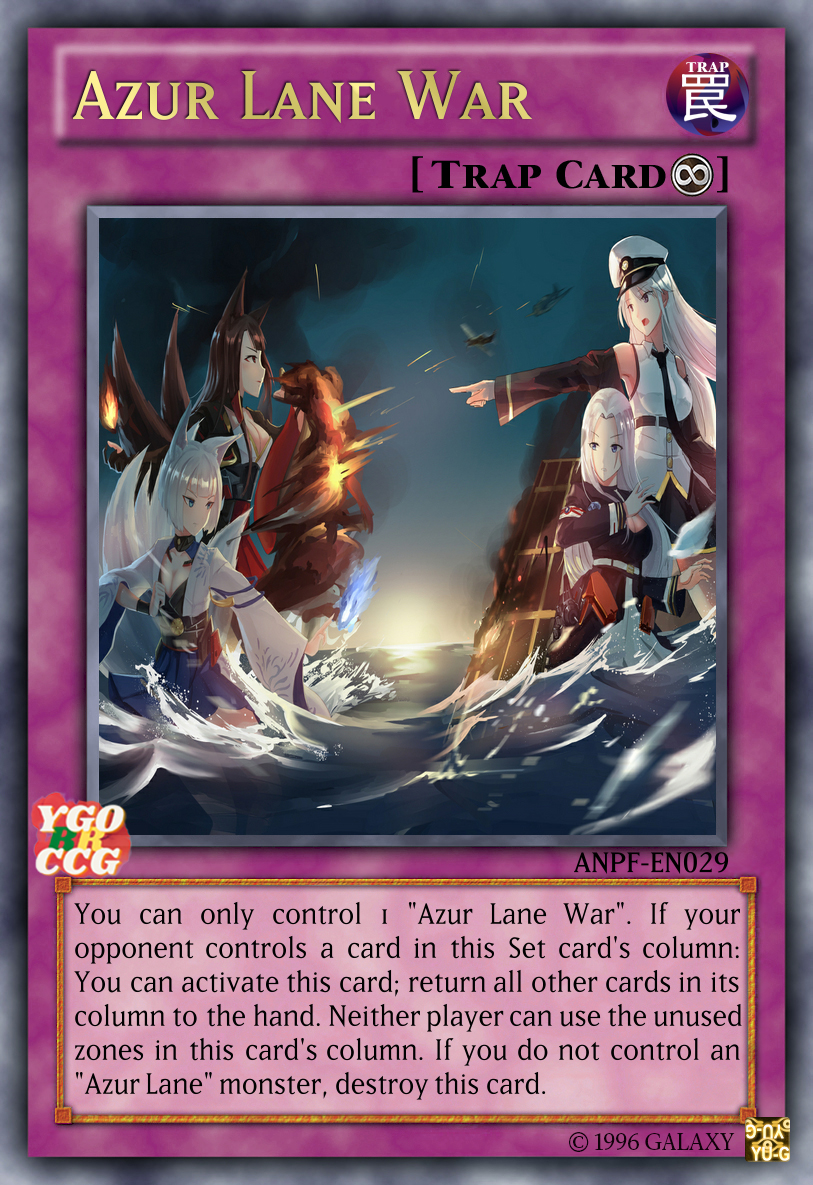 AZUR LANE WAR
TRAP
罠
[TRAP CARD∞]
YGO
BR
CCG
ANPF-EN029
You can only control 1 "Azur Lane War". If your
opponent controls a card in this Set card's column:
You can activate this card; return all other cards in its
column to the hand. Neither player can use the unused
zones in this card's column. If you do not control an
"Azur Lane" monster, destroy this card.
© 1996 GALAXY
YU-G